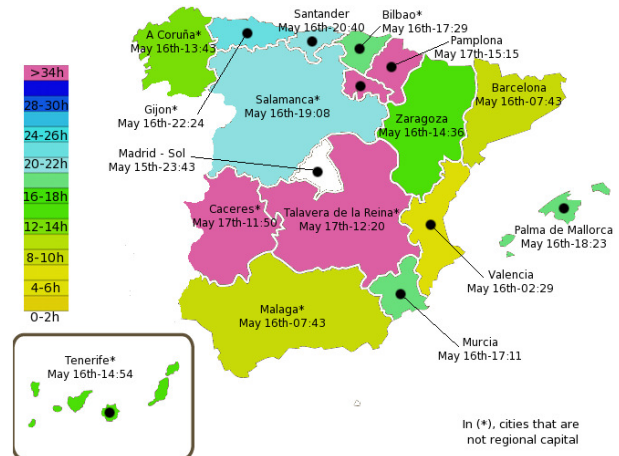 Santander
May 16th-20:40
Bilbao*
May 16th-17:29
A Coruña*
May 16th-13:43
Pamplona
May 17th-15:15
>34h
28-30h
24-26h
20-22h
16-18h
12-14h
8-10h
4-6h
0-2h
Barcelona
May 16th-07:43
Gijon*
May 16th-22:24
Salamanca*
May 16th-19:08
Zaragoza
May 16th-14:36
Madrid - Sol
May 15th-23:43
Caceres*
May 17th-11:50
Talavera de la Reina*
May 17th-12:20
Palma de Mallorca
May 16th-18:23
Valencia
May 16th-02:29
Malaga*
May 16th-07:43
Murcia
May 16th-17:11
Tenerife*
May 16th-14:54
In (*), cities that are
not regional capital